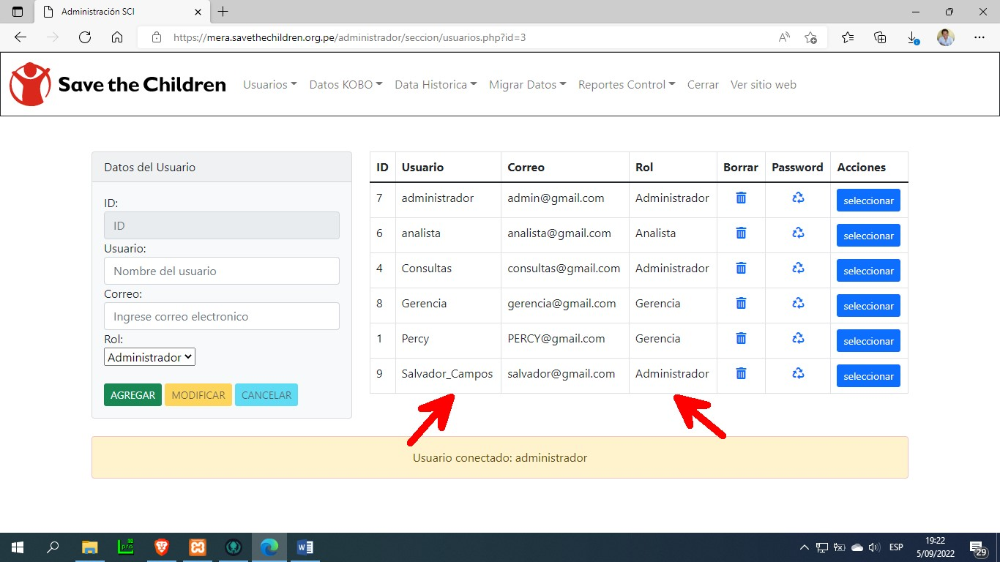 Administración SCI
https://mera.savethechildren.org.pe/administrador/seccion/usuarios.php?id=3
Save the Children Usuarios Datos KOBO Data Historica Migrar Datos Reportes Control Cerrar Ver sitio web
Datos del Usuario
ID:
ID
Usuario:
Nombre del usuario
Correo:
Ingrese correo electronico
Rol:
Administrador
AGREGAR MODIFICAR CANCELAR
ID Usuario Correo Rol Borrar Password Acciones
7 administrador admin@gmail.com Administrador seleccionar
6 analista analista@gmail.com Analista seleccionar
4 Consultas consultas@gmail.com Administrador seleccionar
8 Gerencia gerencia@gmail.com Gerencia seleccionar
1 Percy PERCY@gmail.com Gerencia seleccionar
9 Salvador_Campos salvador@gmail.com Administrador seleccionar
Usuario conectado: administrador
ESP
19:22
5/09/2022
29